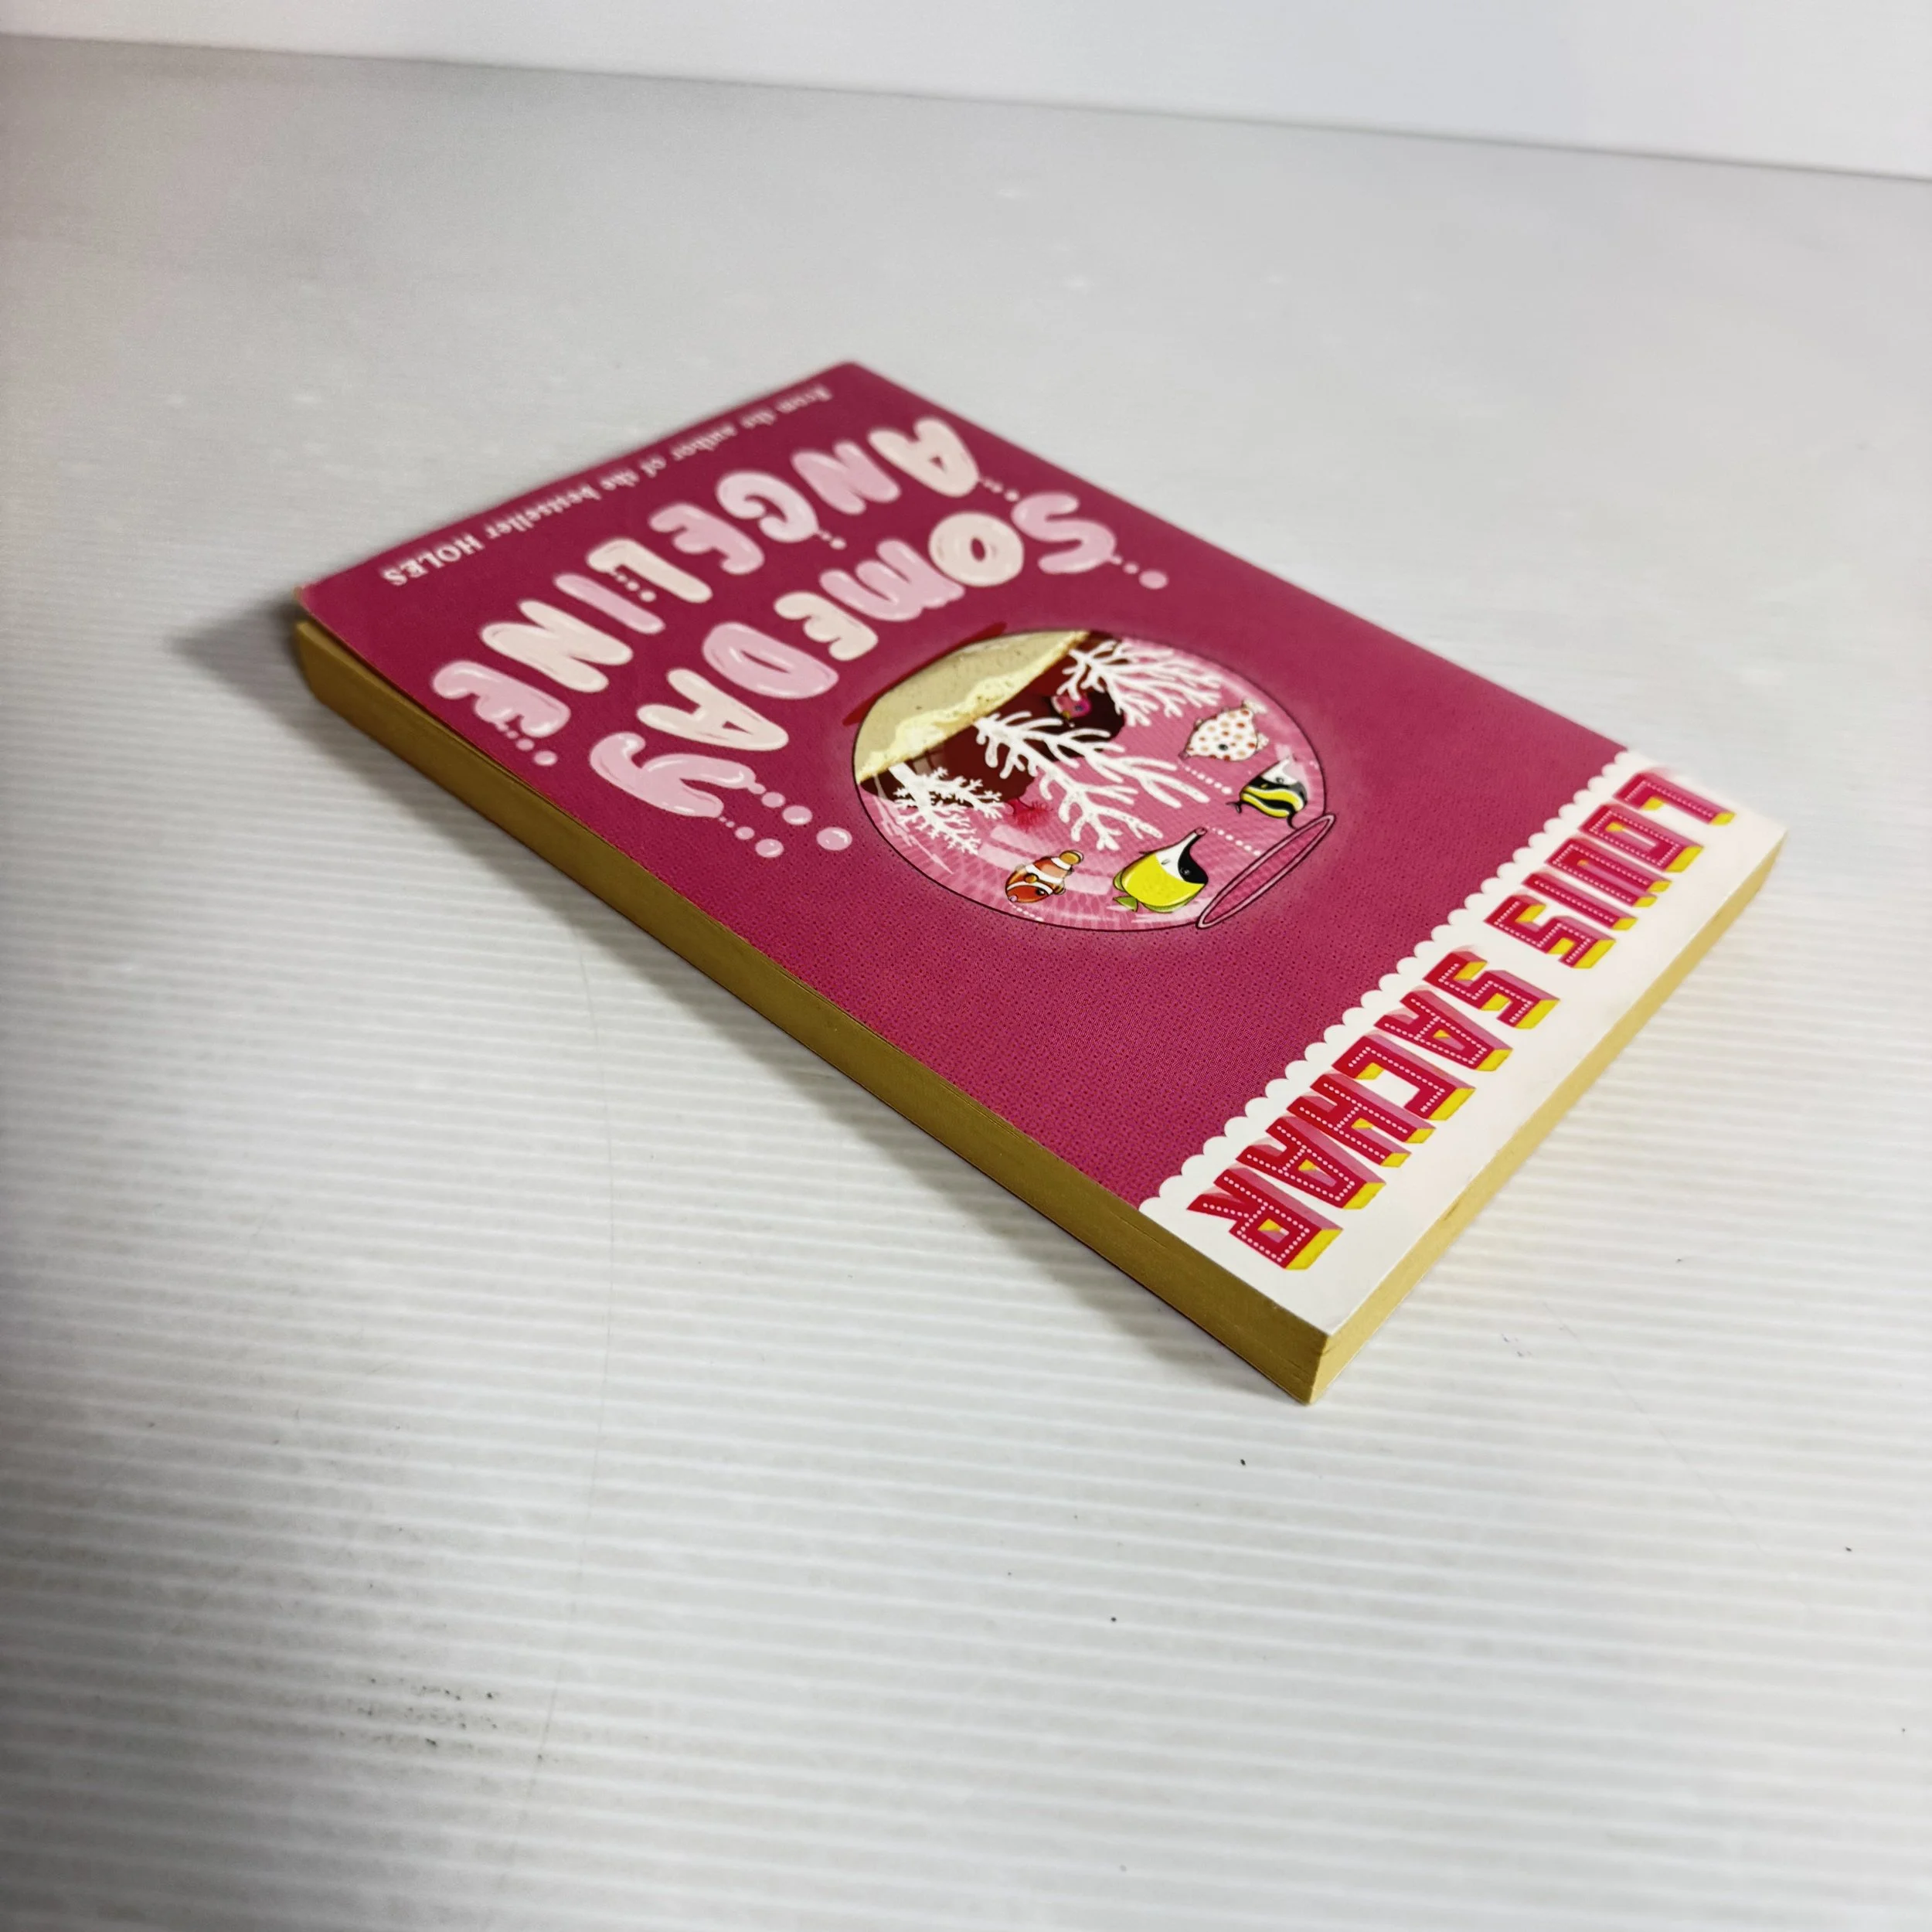 LOUIS SACHAR
SOMEDAY
ANGELINE
From the author of the bestseller HOLES